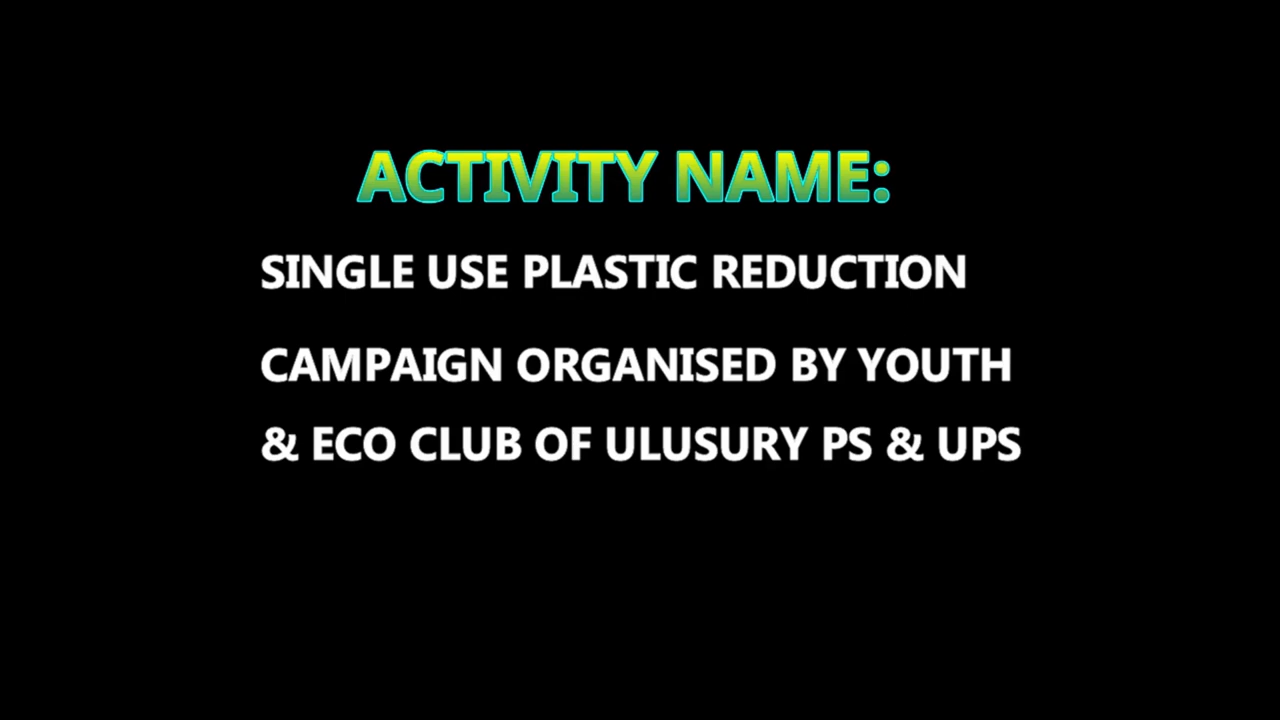 ACTIVITY NAME:
SINGLE USE PLASTIC REDUCTION
CAMPAIGN ORGANISED BY YOUTH
& ECO CLUB OF ULUSURY PS & UPS